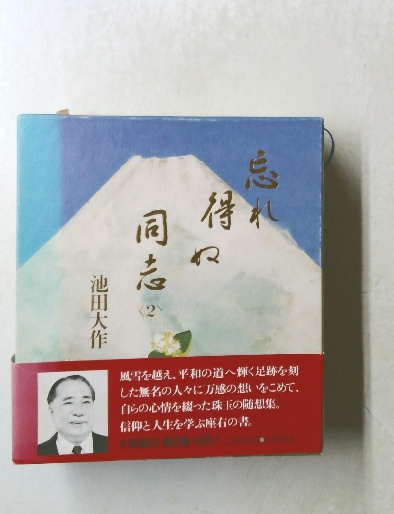 忘れ
得ぬ
同志
〈2〉
池田大作
風雪を越え、平和の道へ輝く足跡を刻
した無名の人々に万感の想いをこめて、
自らの心情を綴った珠玉の随想集。
信仰と人生を学ぶ座右の書。